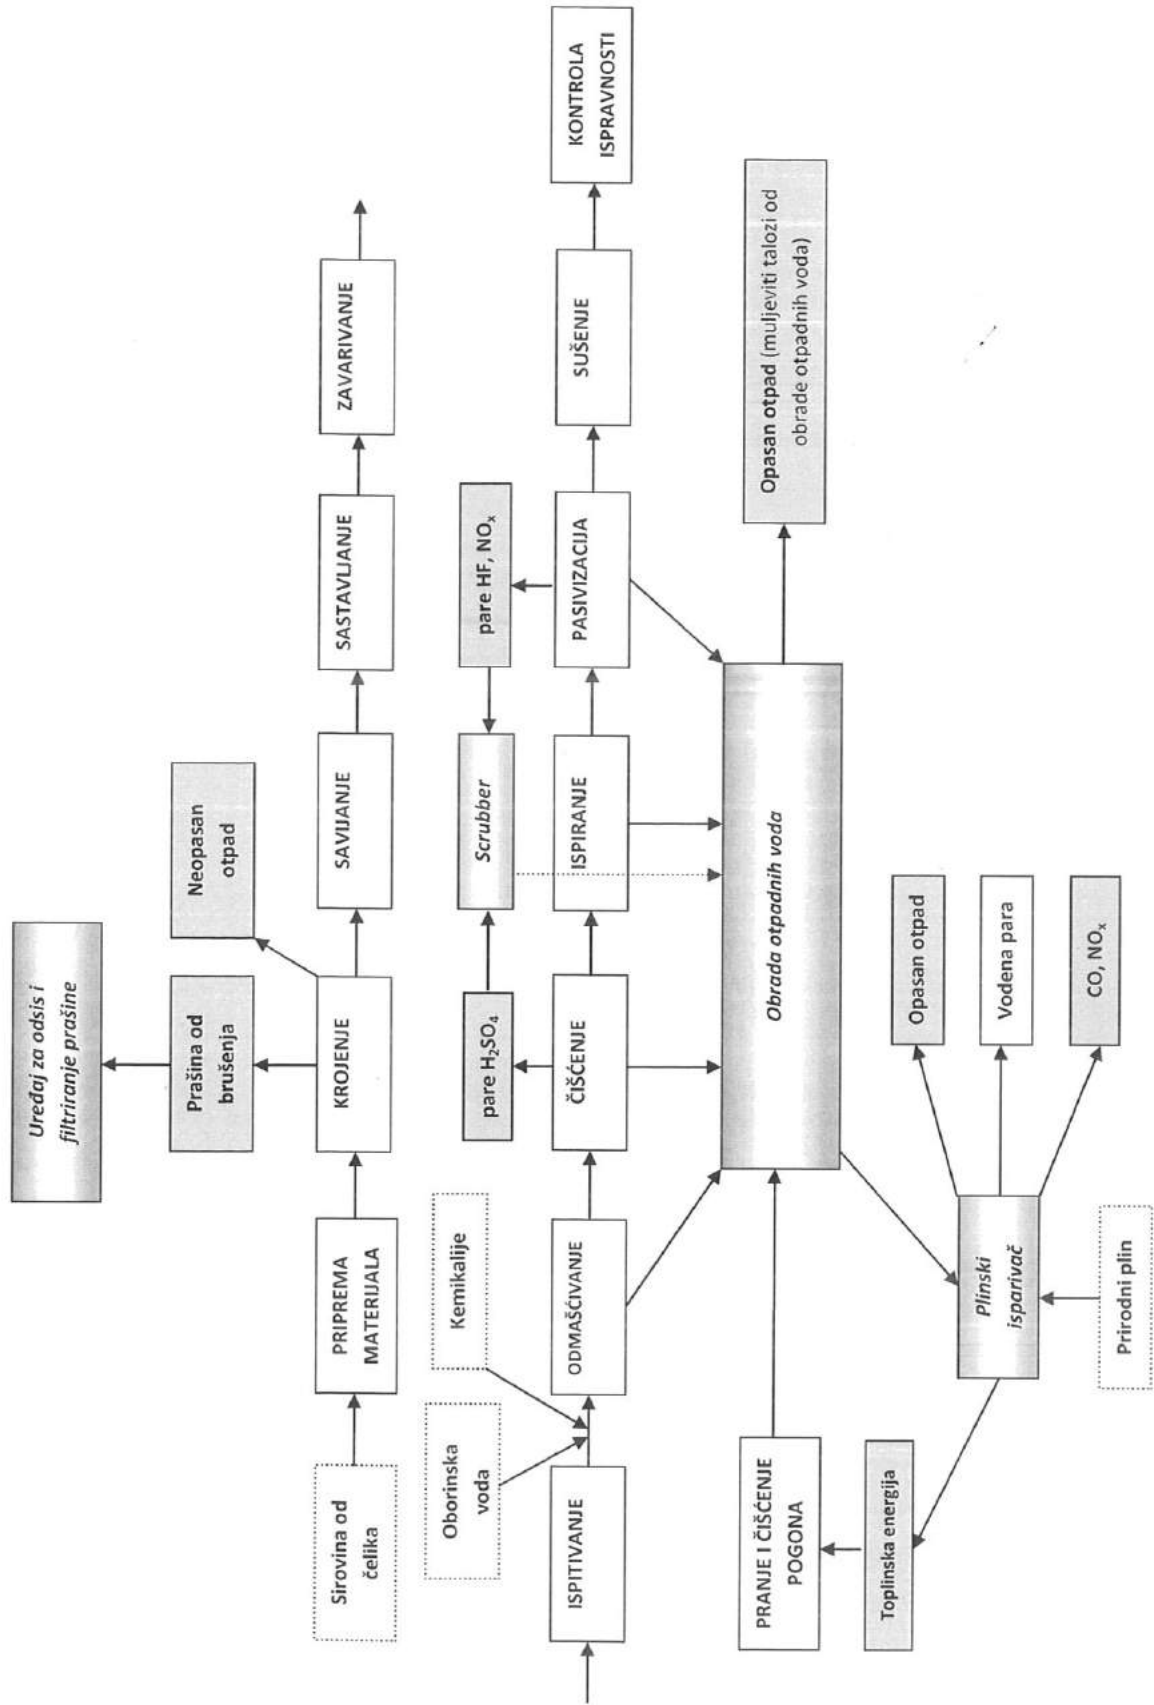 Uređaj za odsis i
filtriranje prašine
Prašina od
brušenja
Neopasan
otpad
Sirovina od
čelika
PRIPREMA
MATERIJALA
KROJENJE
SAVIJANJE
SASTAVLJANJE
ZAVARIVANJE
Oborinska
voda
Kemikalije
pare H₂SO₄
Scrubber
pare HF, NOₓ
ISPITIVANJE
ODMAŠĆIVANJE
ČIŠĆENJE
ISPIRANJE
PASIVIZACIJA
SUŠENJE
KONTROLA
ISPRAVNOSTI
PRANJE I ČIŠĆENJE
POGONA
Obrada otpadnih voda
Opasan otpad (muljeviti talozi od
obrade otpadnih voda)
Toplinska energija
Plinski
isparivač
Opasan otpad
Vodena para
CO, NOₓ
Prirodni plin